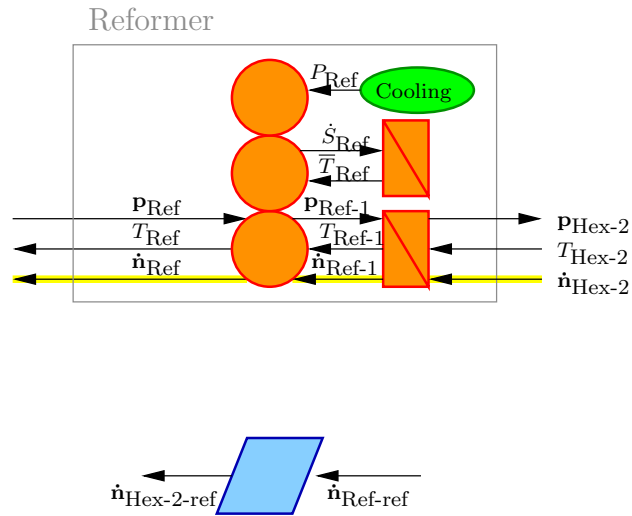 Reformer
P_Ref Cooling
Ṡ_Ref
T̅_Ref
p_Ref p_Ref-1 p_Hex-2
T_Ref T_Ref-1 T_Hex-2
ṅ_Ref ṅ_Ref-1 ṅ_Hex-2
ṅ_Hex-2-ref ṅ_Ref-ref